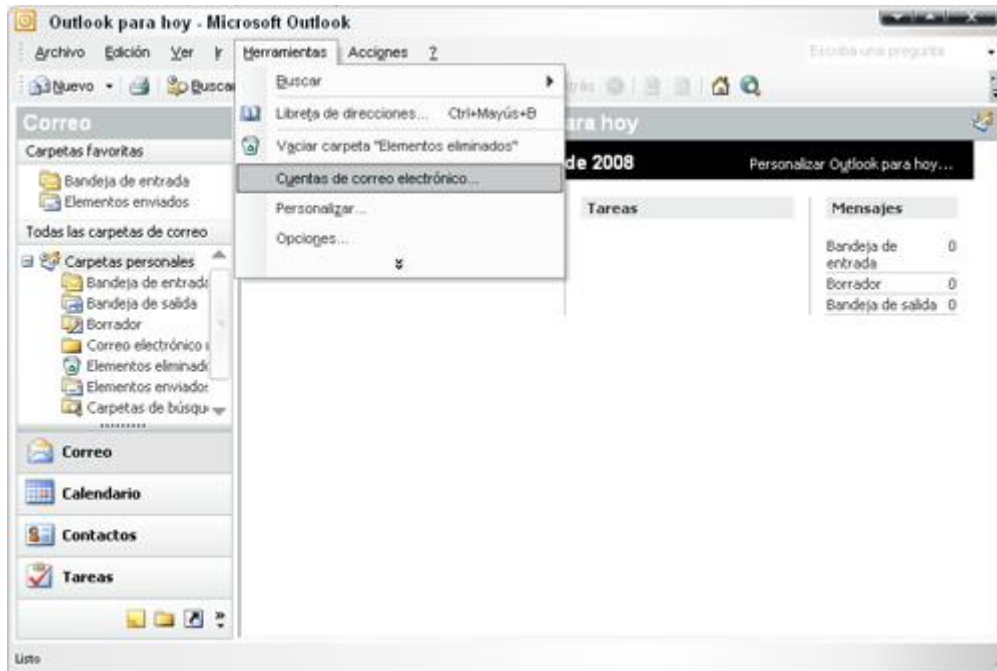 Outlook para hoy - Microsoft Outlook
Archivo Edición Ver Ir Herramientas Acciones ?
Escriba una pregunta
Nuevo Buscar
Buscar
Libreta de direcciones... Ctrl+Mayús+B
Vaciar carpeta "Elementos eliminados"
Cuentas de correo electrónico...
Personalizar...
Opciones...
Correo
ara hoy
Carpetas favoritas
Bandeja de entrada
Elementos enviados
de 2008
Personalizar Outlook para hoy...
Tareas
Mensajes
Bandeja de entrada 0
Borrador 0
Bandeja de salida 0
Todas las carpetas de correo
Carpetas personales
Bandeja de entrada
Bandeja de salida
Borrador
Correo electrónico
Elementos eliminado
Elementos enviados
Carpetas de búsqu
Correo
Calendario
Contactos
Tareas
Listo